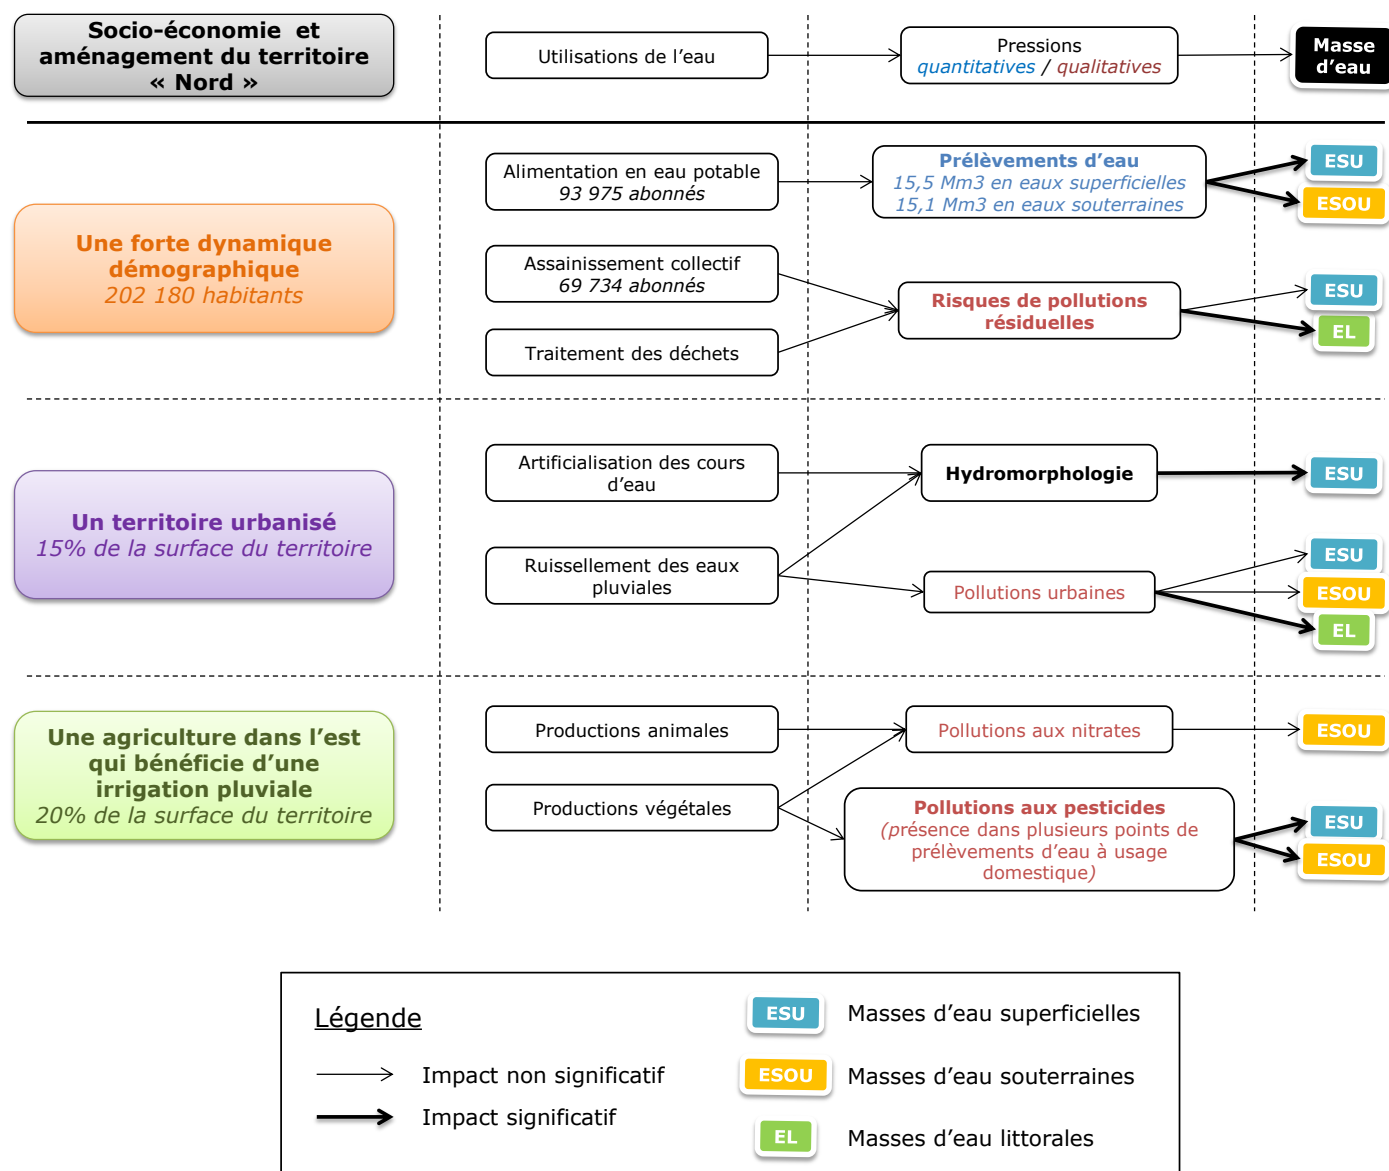 Socio-économie et
aménagement du territoire
« Nord »
Utilisations de l’eau
Pressions
quantitatives / qualitatives
Masse
d’eau
Une forte dynamique
démographique
202 180 habitants
Alimentation en eau potable
93 975 abonnés
Prélèvements d’eau
15,5 Mm3 en eaux superficielles
15,1 Mm3 en eaux souterraines
ESU
ESOU
Assainissement collectif
69 734 abonnés
Traitement des déchets
Risques de pollutions
résiduelles
ESU
EL
Un territoire urbanisé
15% de la surface du territoire
Artificialisation des cours
d’eau
Hydromorphologie
ESU
Ruissellement des eaux
pluviales
Pollutions urbaines
ESU
ESOU
EL
Une agriculture dans l’est
qui bénéficie d’une
irrigation pluviale
20% de la surface du territoire
Productions animales
Pollutions aux nitrates
ESOU
Productions végétales
Pollutions aux pesticides
(présence dans plusieurs points de
prélèvements d’eau à usage
domestique)
ESU
ESOU
Légende
Impact non significatif
Impact significatif
ESU Masses d’eau superficielles
ESOU Masses d’eau souterraines
EL Masses d’eau littorales